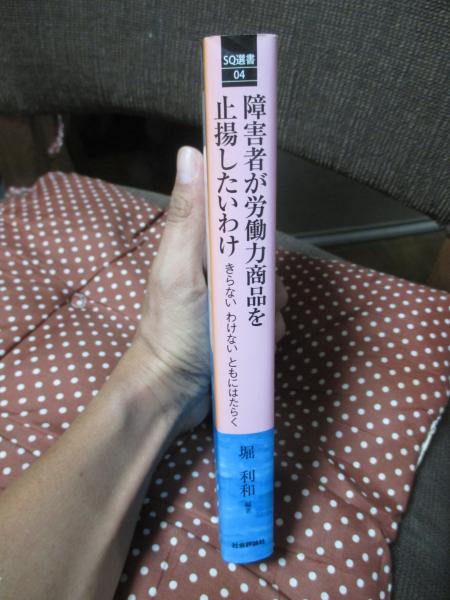 SQ選書
04
障害者が労働力商品を
止揚したいわけ
きらない わけない ともにはたらく
堀 利和 編著
社会評論社